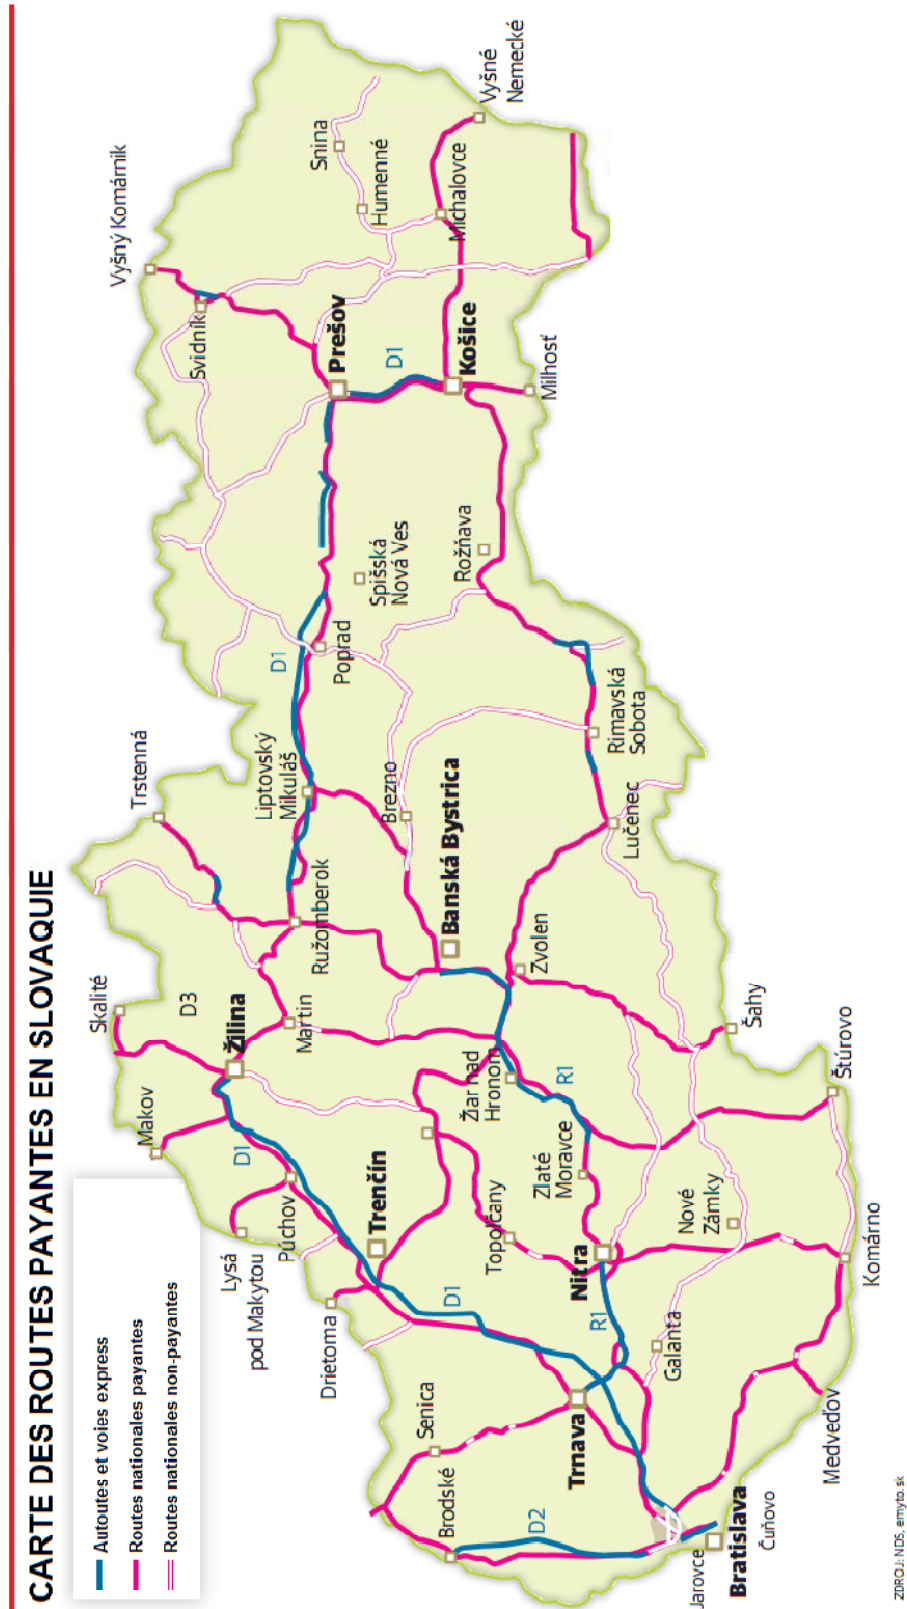 CARTE DES ROUTES PAYANTES EN SLOVAQUIE
Autoutes et voies express
Routes nationales payantes
Routes nationales non-payantes
Makov
Skalité
Trstenná
Vyšný Komárnik
D3
Žilina
D1
Lysá
pod Makytou
Púchov
Martin
Ružomberok
Liptovský
Mikuláš
D1
Poprad
Svidník
Prešov
Snina
Humenné
Drietoma
Trenčín
Spišská
Nová Ves
D1
Michalovce
Vyšné
Nemecké
Brezno
Banská Bystrica
Košice
Rožňava
Milhosť
Senica
Brodské
D1
Topoľčany
Žiar nad
Hronom
Zvolen
R1
Zlaté
Moravce
Rimavská
Sobota
Lučenec
D2
Trnava
R1
Nitra
Galanta
Nové
Zámky
Šahy
Štúrovo
Jarovce
Bratislava
Čuňovo
Medveďov
Komárno
ZDROJ: NDS, emyto.sk